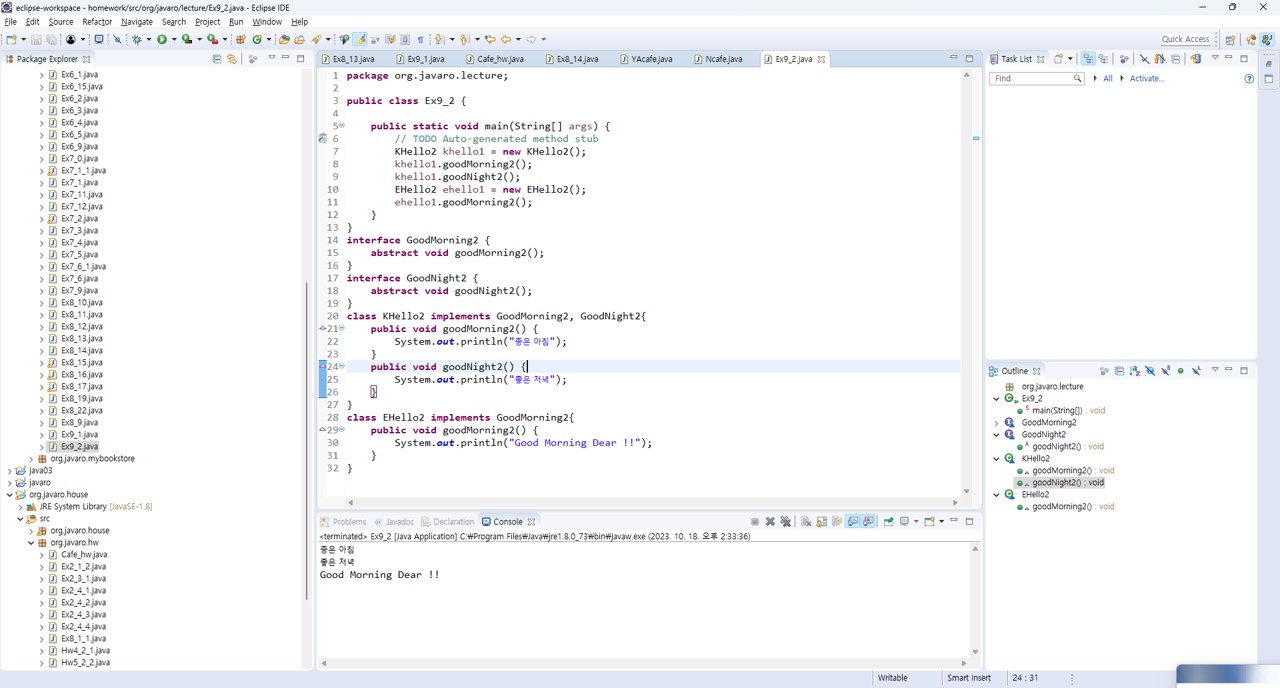 eclipse-workspace - homework/src/org/javaro/lecture/Ex9_2.java - Eclipse IDE
File Edit Source Refactor Navigate Search Project Run Window Help
Quick Access
Package Explorer
Ex6_1.java
Ex6_15.java
Ex6_2.java
Ex6_3.java
Ex6_4.java
Ex6_5.java
Ex6_9.java
Ex7_0.java
Ex7_1_1.java
Ex7_1.java
Ex7_11.java
Ex7_12.java
Ex7_2.java
Ex7_3.java
Ex7_4.java
Ex7_5.java
Ex7_6_1.java
Ex7_6.java
Ex7_9.java
Ex8_10.java
Ex8_11.java
Ex8_12.java
Ex8_13.java
Ex8_14.java
Ex8_15.java
Ex8_16.java
Ex8_17.java
Ex8_19.java
Ex8_22.java
Ex8_9.java
Ex9_1.java
Ex9_2.java
org.javaro.mybookstore
java03
javaro
org.javaro.house
JRE System Library [JavaSE-1.8]
src
org.javaro.house
org.javaro.hw
Cafe_hw.java
Ex2_1_2.java
Ex2_3_1.java
Ex2_4_1.java
Ex2_4_2.java
Ex2_4_3.java
Ex2_4_4.java
Ex8_1_1.java
Hw4_2_1.java
Hw5_2_2.java
Ex8_13.java Ex9_1.java Cafe_hw.java Ex8_14.java YAcafe.java Ncafe.java Ex9_2.java
1 package org.javaro.lecture;
2
3 public class Ex9_2 {
4
5 public static void main(String[] args) {
6 // TODO Auto-generated method stub
7 KHello2 khello1 = new KHello2();
8 khello1.goodMorning2();
9 khello1.goodNight2();
10 EHello2 ehello1 = new EHello2();
11 ehello1.goodMorning2();
12 }
13 }
14 interface GoodMorning2 {
15 abstract void goodMorning2();
16 }
17 interface GoodNight2 {
18 abstract void goodNight2();
19 }
20 class KHello2 implements GoodMorning2, GoodNight2{
21 public void goodMorning2() {
22 System.out.println("좋은 아침");
23 }
24 public void goodNight2() {
25 System.out.println("좋은 저녁");
26 }
27 }
28 class EHello2 implements GoodMorning2{
29 public void goodMorning2() {
30 System.out.println("Good Morning Dear !!");
31 }
32 }
Problems Javadoc Declaration Console
<terminated> Ex9_2 [Java Application] C:₩Program Files₩Java₩jre1.8.0_73₩bin₩javaw.exe (2023. 10. 18. 오후 2:33:36)
좋은 아침
좋은 저녁
Good Morning Dear !!
Task List
Find All Activate...
Outline
org.javaro.lecture
Ex9_2
main(String[]) : void
GoodMorning2
GoodNight2
goodNight2() : void
KHello2
goodMorning2() : void
goodNight2() : void
EHello2
goodMorning2() : void
Writable Smart Insert 24 : 31